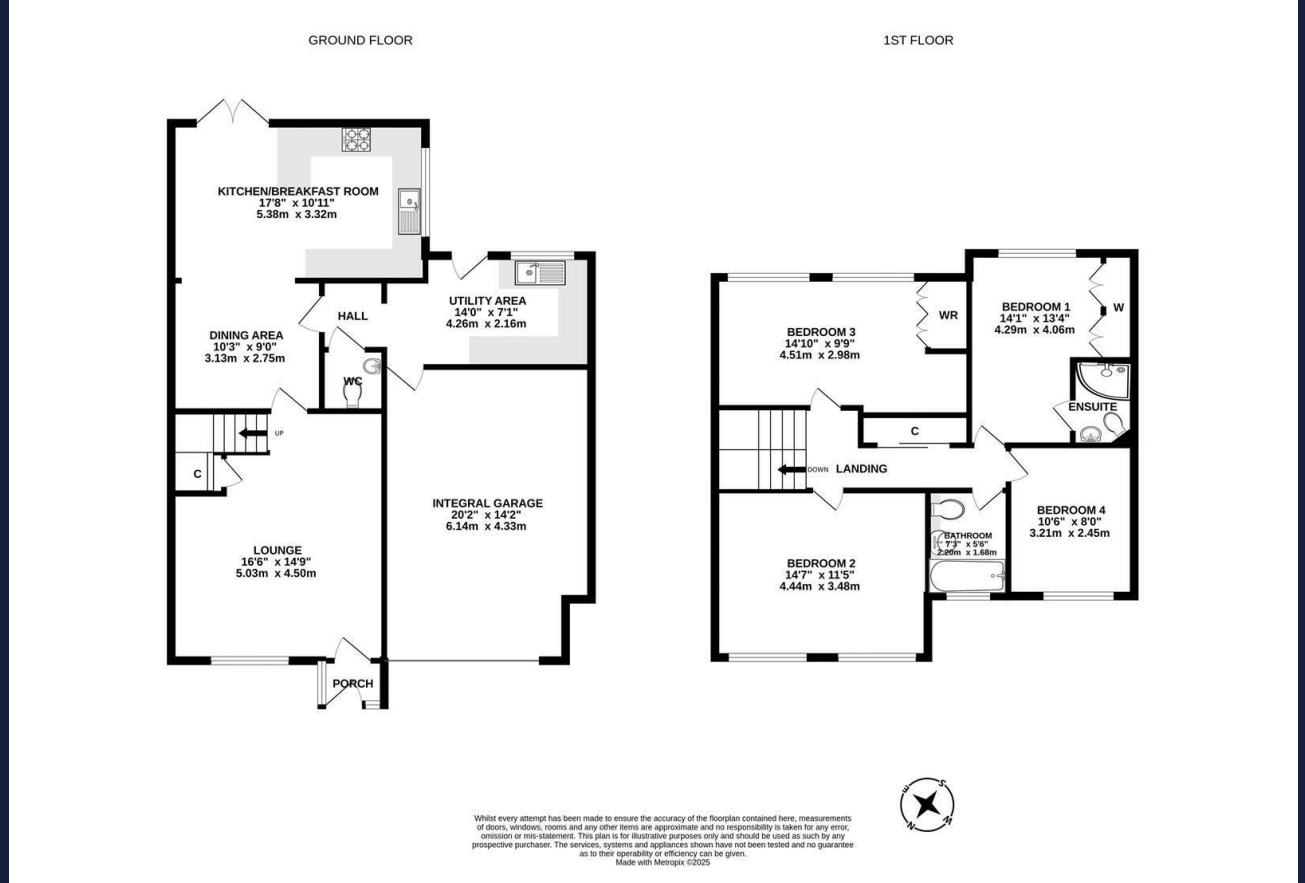 GROUND FLOOR
KITCHEN/BREAKFAST ROOM
17'8" x 10'11"
5.38m x 3.32m
UTILITY AREA
14'0" x 7'1"
4.26m x 2.16m
HALL
DINING AREA
10'3" x 9'0"
3.13m x 2.75m
WC
UP
C
LOUNGE
16'6" x 14'9"
5.03m x 4.50m
INTEGRAL GARAGE
20'2" x 14'2"
6.14m x 4.33m
PORCH
1ST FLOOR
BEDROOM 3
14'10" x 9'9"
4.51m x 2.98m
WR
BEDROOM 1
14'1" x 13'4"
4.29m x 4.06m
W
ENSUITE
C
DOWN
LANDING
BEDROOM 2
14'7" x 11'5"
4.44m x 3.48m
BATHROOM
7'3" x 5'6"
2.20m x 1.68m
BEDROOM 4
10'6" x 8'0"
3.21m x 2.45m
S
E
W
N
Whilst every attempt has been made to ensure the accuracy of the floorplan contained here, measurements
of doors, windows, rooms and any other items are approximate and no responsibility is taken for any error,
omission or mis-statement. This plan is for illustrative purposes only and should be used as such by any
prospective purchaser. The services, systems and appliances shown have not been tested and no guarantee
as to their operability or efficiency can be given.
Made with Metropix ©2025